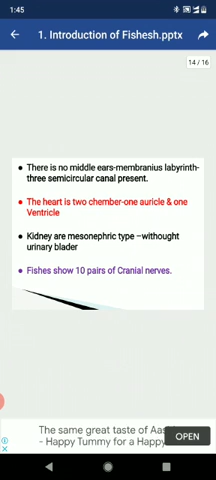 1:45
1. Introduction of Fishesh.pptx
14 / 16
There is no middle ears-membranius labyrinth-
three semicircular canal present.
The heart is two chember-one auricle & one
Ventricle
Kidney are mesonephric type –withought
urinary blader
Fishes show 10 pairs of Cranial nerves.
The same great taste of
- Happy Tummy for a Happy
OPEN